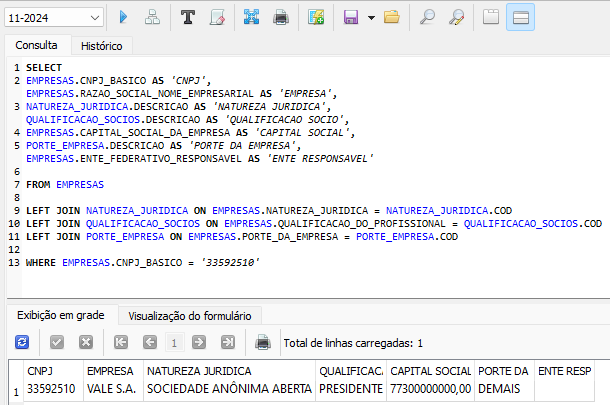 11-2024
Consulta Histórico
1 SELECT
2 EMPRESAS.CNPJ_BASICO AS 'CNPJ',
EMPRESAS.RAZAO_SOCIAL_NOME_EMPRESARIAL AS 'EMPRESA',
3 NATUREZA_JURIDICA.DESCRICAO AS 'NATUREZA JURIDICA',
QUALIFICACAO_SOCIOS.DESCRICAO AS 'QUALIFICACAO SOCIO',
4 EMPRESAS.CAPITAL_SOCIAL_DA_EMPRESA AS 'CAPITAL SOCIAL',
5 PORTE_EMPRESA.DESCRICAO AS 'PORTE DA EMPRESA',
EMPRESAS.ENTE_FEDERATIVO_RESPONSAVEL AS 'ENTE RESPONSAVEL'
6
7 FROM EMPRESAS
8
9 LEFT JOIN NATUREZA_JURIDICA ON EMPRESAS.NATUREZA_JURIDICA = NATUREZA_JURIDICA.COD
10 LEFT JOIN QUALIFICACAO_SOCIOS ON EMPRESAS.QUALIFICACAO_DO_PROFISSIONAL = QUALIFICACAO_SOCIOS.COD
11 LEFT JOIN PORTE_EMPRESA ON EMPRESAS.PORTE_DA_EMPRESA = PORTE_EMPRESA.COD
12
13 WHERE EMPRESAS.CNPJ_BASICO = '33592510'
Exibição em grade Visualização do formulário
1 Total de linhas carregadas: 1
CNPJ EMPRESA NATUREZA JURIDICA QUALIFICAC CAPITAL SOCIAL PORTE DA ENTE RESP
1 33592510 VALE S.A. SOCIEDADE ANÔNIMA ABERTA PRESIDENTE 77300000000,00 DEMAIS